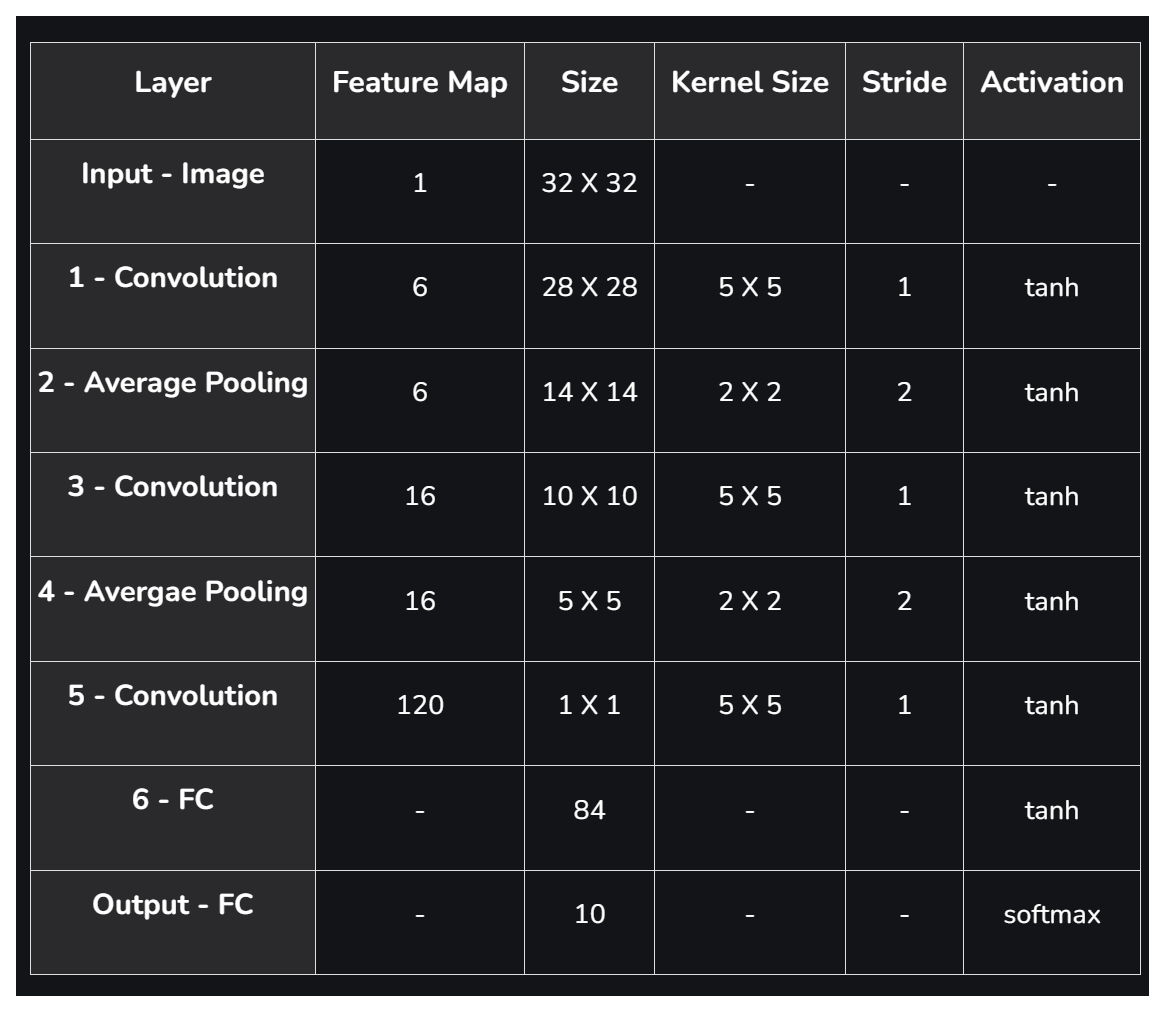 Layer Feature Map Size Kernel Size Stride Activation
Input - Image 1 32 X 32 - - -
1 - Convolution 6 28 X 28 5 X 5 1 tanh
2 - Average Pooling 6 14 X 14 2 X 2 2 tanh
3 - Convolution 16 10 X 10 5 X 5 1 tanh
4 - Avergae Pooling 16 5 X 5 2 X 2 2 tanh
5 - Convolution 120 1 X 1 5 X 5 1 tanh
6 - FC - 84 - - tanh
Output - FC - 10 - - softmax